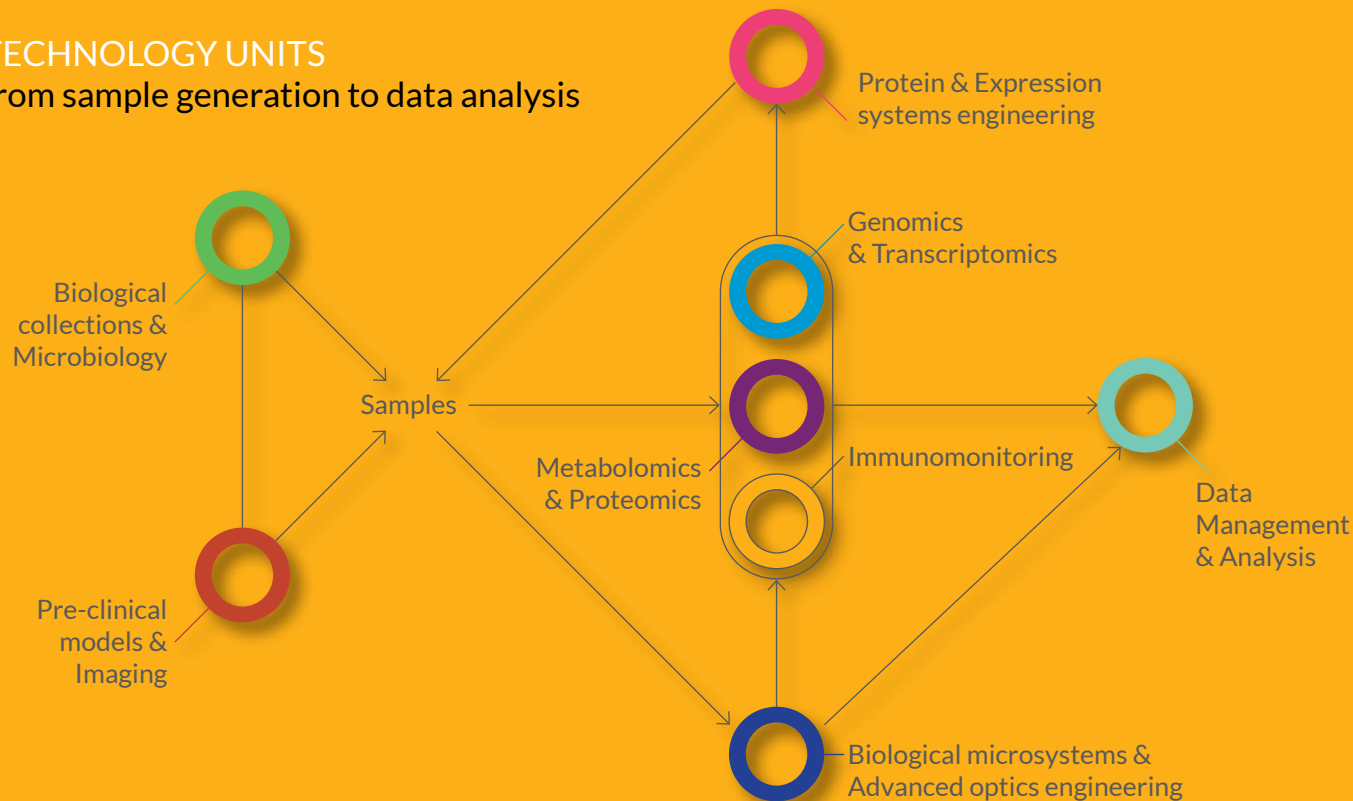 TECHNOLOGY UNITS
from sample generation to data analysis
Protein & Expression
systems engineering
Genomics
& Transcriptomics
Biological
collections &
Microbiology
Samples
Metabolomics
& Proteomics
Immunomonitoring
Data
Management
& Analysis
Pre-clinical
models &
Imaging
Biological microsystems &
Advanced optics engineering